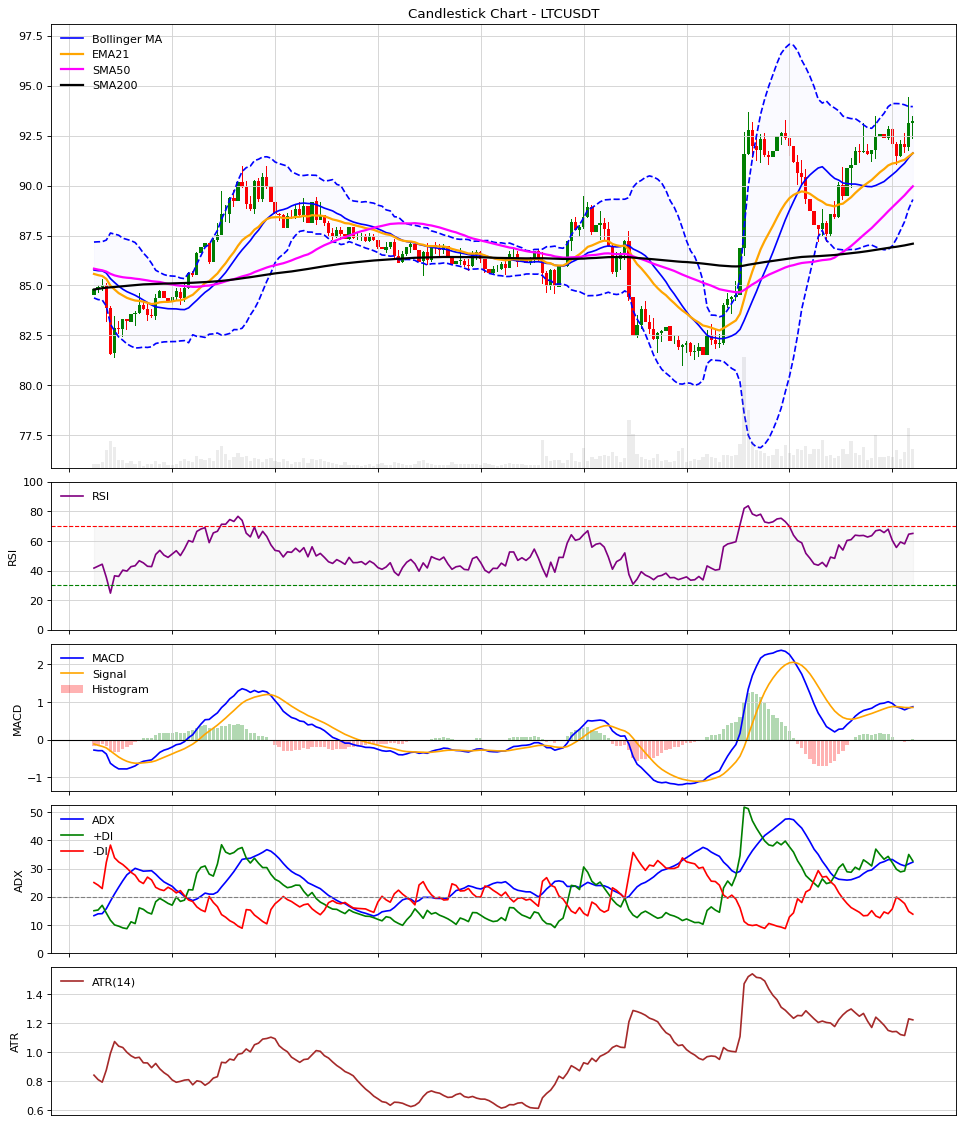 Candlestick Chart - LTCUSDT
97.5
95.0
92.5
90.0
87.5
85.0
82.5
80.0
77.5
Bollinger MA
EMA21
SMA50
SMA200
100
80
60
40
20
0
RSI
RSI
2
1
0
−1
MACD
MACD
Signal
Histogram
50
40
30
20
10
0
ADX
ADX
+DI
-DI
1.4
1.2
1.0
0.8
0.6
ATR
ATR(14)